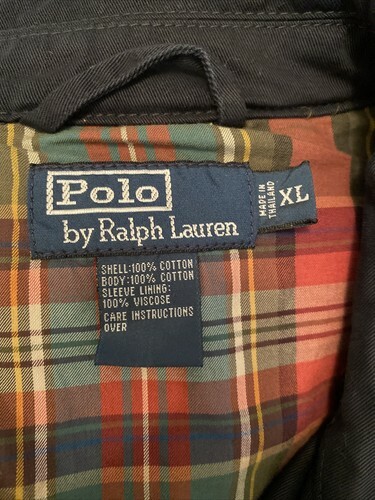 Polo
by Ralph Lauren
MADE IN
THAILAND
XL
SHELL:100% COTTON
BODY:100% COTTON
SLEEVE LINING:
100% VISCOSE
CARE INSTRUCTIONS
OVER